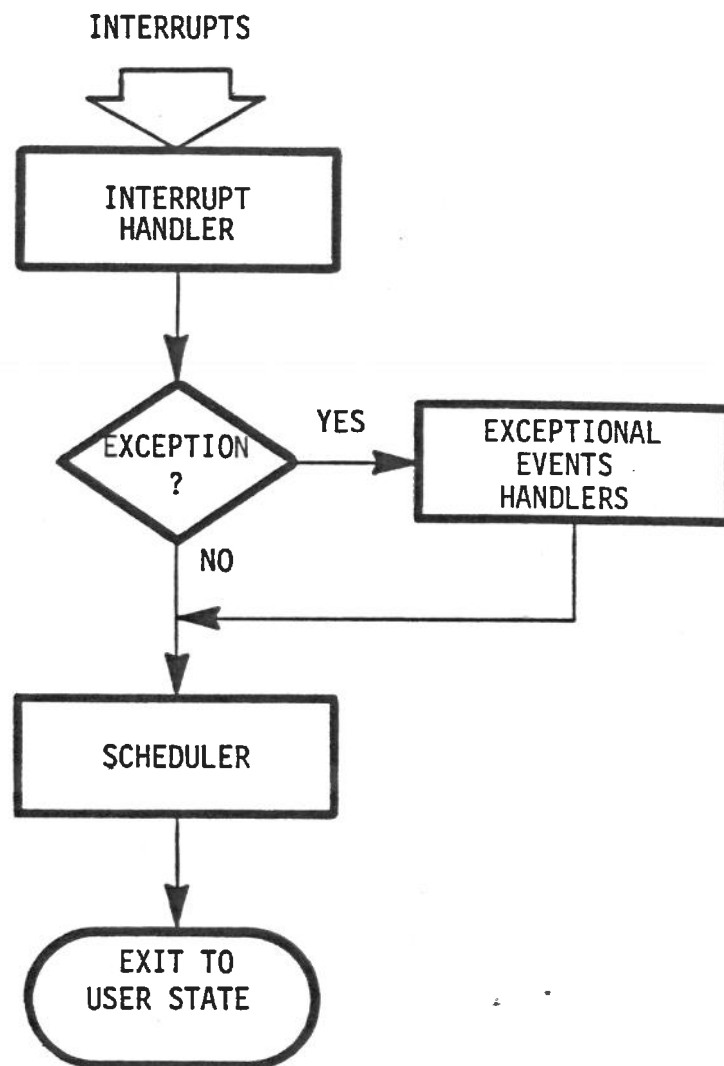 INTERRUPTS
INTERRUPT
HANDLER
EXCEPTION
?
YES
EXCEPTIONAL
EVENTS
HANDLERS
NO
SCHEDULER
EXIT TO
USER STATE